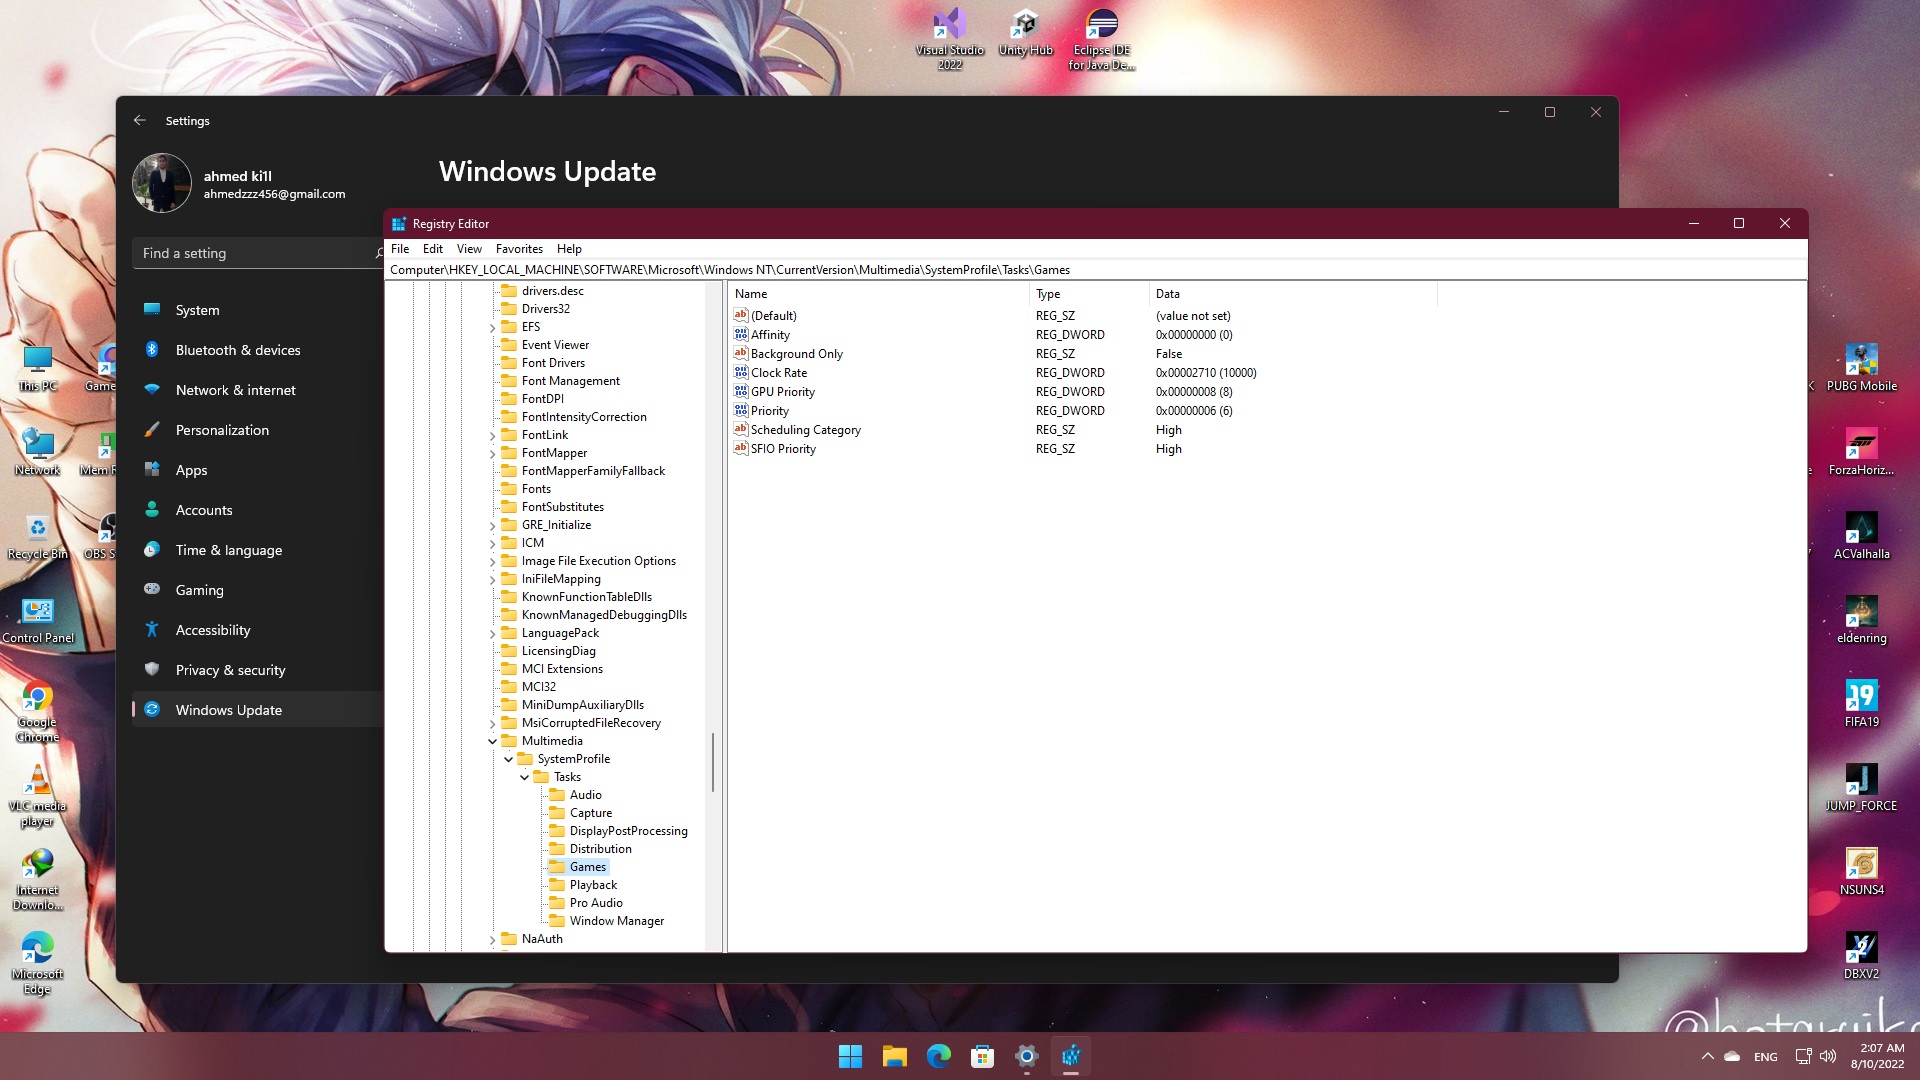 Visual Studio
2022
Unity Hub
Eclipse IDE
for Java De...
Settings
ahmed ki1l
ahmedzzz456@gmail.com
Windows Update
Find a setting
System
Bluetooth & devices
Network & internet
Personalization
Apps
Accounts
Time & language
Gaming
Accessibility
Privacy & security
Windows Update
Registry Editor
File Edit View Favorites Help
Computer\HKEY_LOCAL_MACHINE\SOFTWARE\Microsoft\Windows NT\CurrentVersion\Multimedia\SystemProfile\Tasks\Games
drivers.desc
Drivers32
EFS
Event Viewer
Font Drivers
Font Management
FontDPI
FontIntensityCorrection
FontLink
FontMapper
FontMapperFamilyFallback
Fonts
FontSubstitutes
GRE_Initialize
ICM
Image File Execution Options
IniFileMapping
KnownFunctionTableDlls
KnownManagedDebuggingDlls
LanguagePack
LicensingDiag
MCI Extensions
MCI32
MiniDumpAuxiliaryDlls
MsiCorruptedFileRecovery
Multimedia
SystemProfile
Tasks
Audio
Capture
DisplayPostProcessing
Distribution
Games
Playback
Pro Audio
Window Manager
NaAuth
Name Type Data
(Default) REG_SZ (value not set)
Affinity REG_DWORD 0x00000000 (0)
Background Only REG_SZ False
Clock Rate REG_DWORD 0x00002710 (10000)
GPU Priority REG_DWORD 0x00000008 (8)
Priority REG_DWORD 0x00000006 (6)
Scheduling Category REG_SZ High
SFIO Priority REG_SZ High
This PC
Game
Network
Mem R
Recycle Bin
OBS S
Control Panel
Google
Chrome
VLC media
player
Internet
Downlo...
Microsoft
Edge
PUBG Mobile
ForzaHoriz...
ACValhalla
eldenring
19
FIFA19
JUMP_FORCE
NSUNS4
DBXV2
ENG
2:07 AM
8/10/2022